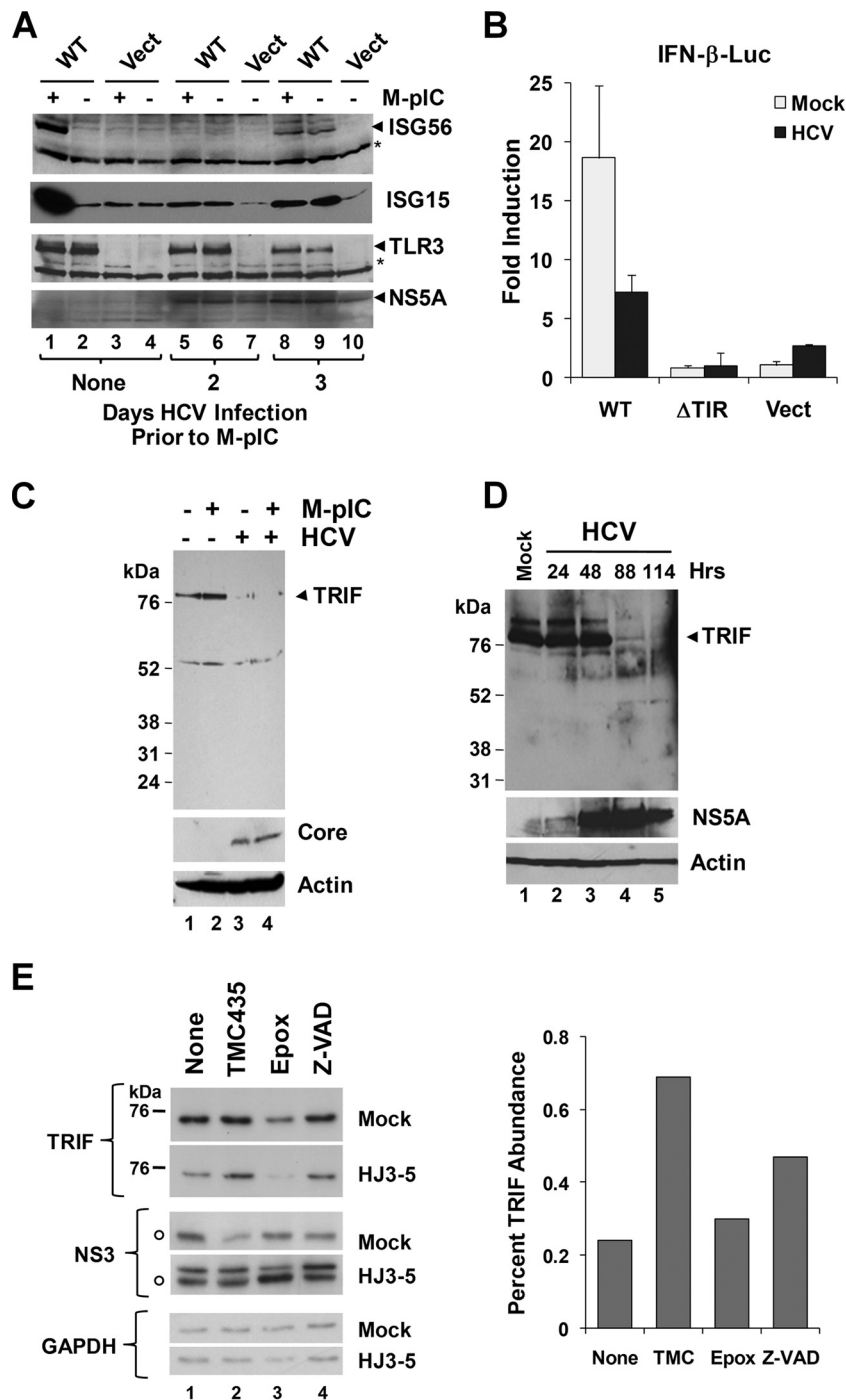 A
WT Vect WT Vect WT Vect
+ - + - + - - + - - M-pIC
◄ISG56
*
ISG15
◄TLR3
*
◄NS5A
1 2 3 4 5 6 7 8 9 10
None 2 3
Days HCV Infection
Prior to M-pIC
B
IFN-β-Luc
Mock
HCV
Fold Induction
25
20
15
10
5
0
WT ΔTIR Vect
C
- + - + M-pIC
- - + + HCV
kDa
76
◄ TRIF
52
38
31
24
Core
Actin
1 2 3 4
D
Mock
HCV
24 48 88 114 Hrs
kDa
76
◄TRIF
52
38
31
NS5A
Actin
1 2 3 4 5
E
None TMC435 Epox Z-VAD
kDa
76
TRIF
Mock
76
HJ3-5
NS3
Mock
HJ3-5
GAPDH
Mock
HJ3-5
1 2 3 4
Percent TRIF Abundance
0.8
0.6
0.4
0.2
0
None TMC Epox Z-VAD